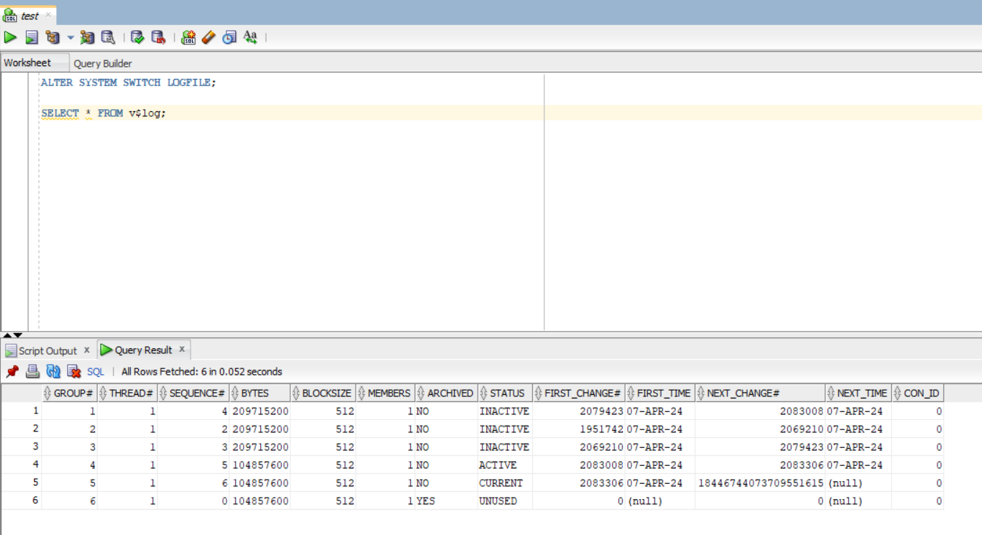 test
Worksheet Query Builder
ALTER SYSTEM SWITCH LOGFILE;
SELECT * FROM v$log;
Script Output x Query Result x
SQL | All Rows Fetched: 6 in 0.052 seconds
GROUP# THREAD# SEQUENCE# BYTES BLOCKSIZE MEMBERS ARCHIVED STATUS FIRST_CHANGE# FIRST_TIME NEXT_CHANGE# NEXT_TIME CON_ID
1 1 1 4 209715200 512 1 NO INACTIVE 2079423 07-APR-24 2083008 07-APR-24 0
2 2 1 2 209715200 512 1 NO INACTIVE 1951742 07-APR-24 2069210 07-APR-24 0
3 3 1 3 209715200 512 1 NO INACTIVE 2069210 07-APR-24 2079423 07-APR-24 0
4 4 1 5 104857600 512 1 NO ACTIVE 2083008 07-APR-24 2083306 07-APR-24 0
5 5 1 6 104857600 512 1 NO CURRENT 2083306 07-APR-24 18446744073709551615 (null) 0
6 6 1 0 104857600 512 1 YES UNUSED 0 (null) 0 (null) 0